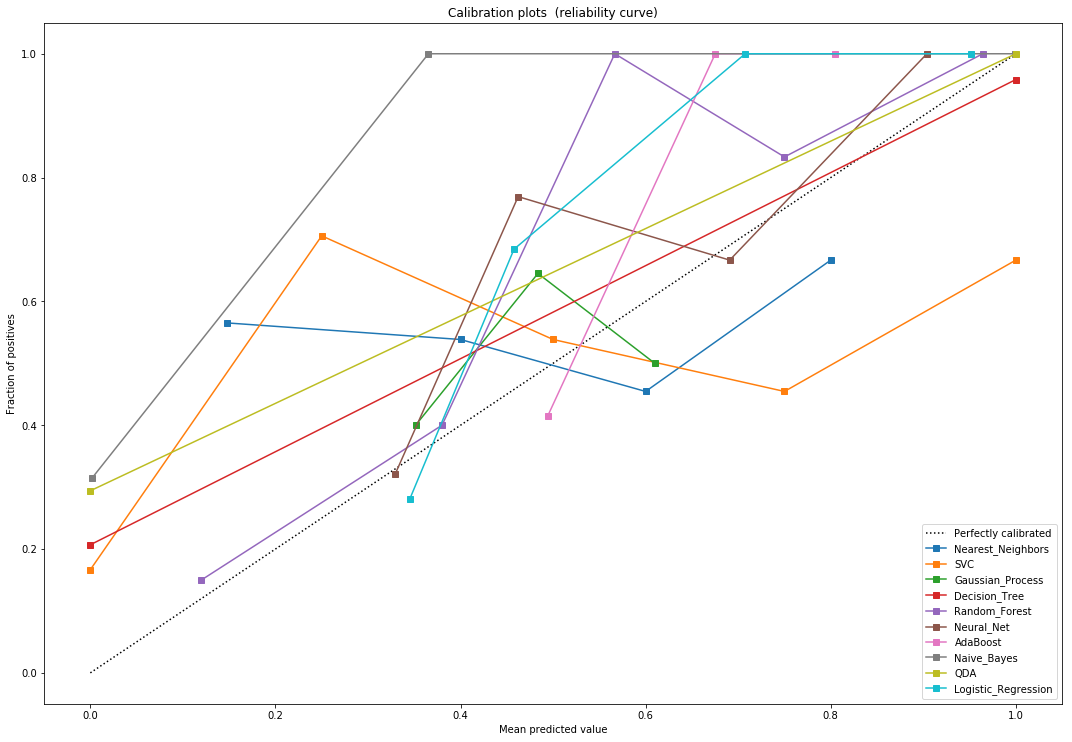 Calibration plots  (reliability curve)
1.0
0.8
0.6
0.4
0.2
0.0
Fraction of positives
0.0 0.2 0.4 0.6 0.8 1.0
Mean predicted value
Perfectly calibrated
Nearest_Neighbors
SVC
Gaussian_Process
Decision_Tree
Random_Forest
Neural_Net
AdaBoost
Naive_Bayes
QDA
Logistic_Regression